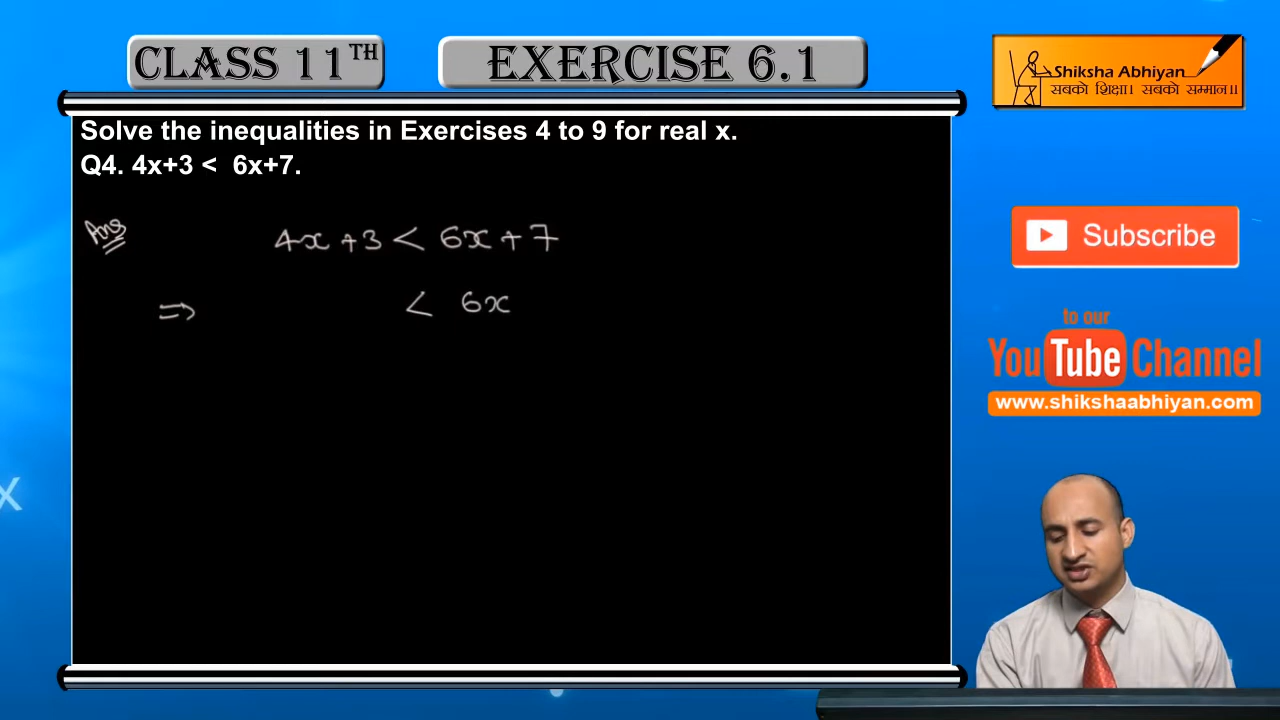 CLASS 11TH
EXERCISE 6.1
Shiksha Abhiyan
सबको शिक्षा। सबको सम्मान।।
Solve the inequalities in Exercises 4 to 9 for real x.
Q4. 4x+3 <  6x+7.
Ans
4x + 3 < 6x + 7
⇒ < 6x
Subscribe
to our
YouTube Channel
www.shikshaabhiyan.com
x